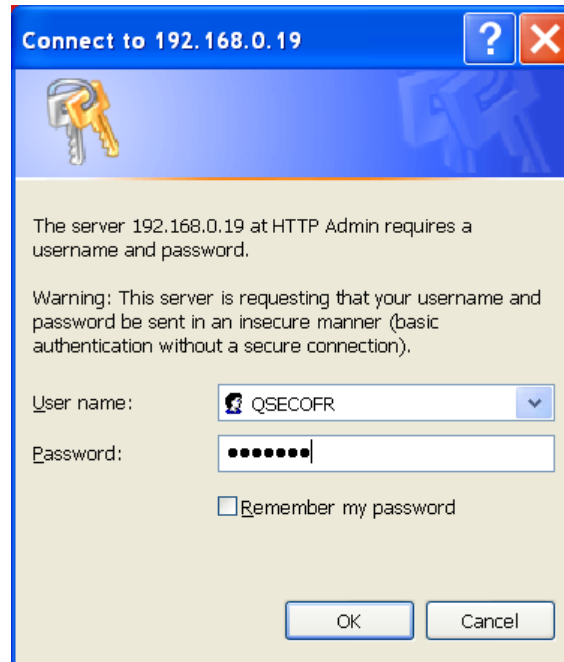 Connect to 192.168.0.19
?
The server 192.168.0.19 at HTTP Admin requires a
username and password.
Warning: This server is requesting that your username and
password be sent in an insecure manner (basic
authentication without a secure connection).
User name: QSECOFR
Password: •••••••
Remember my password
OK Cancel